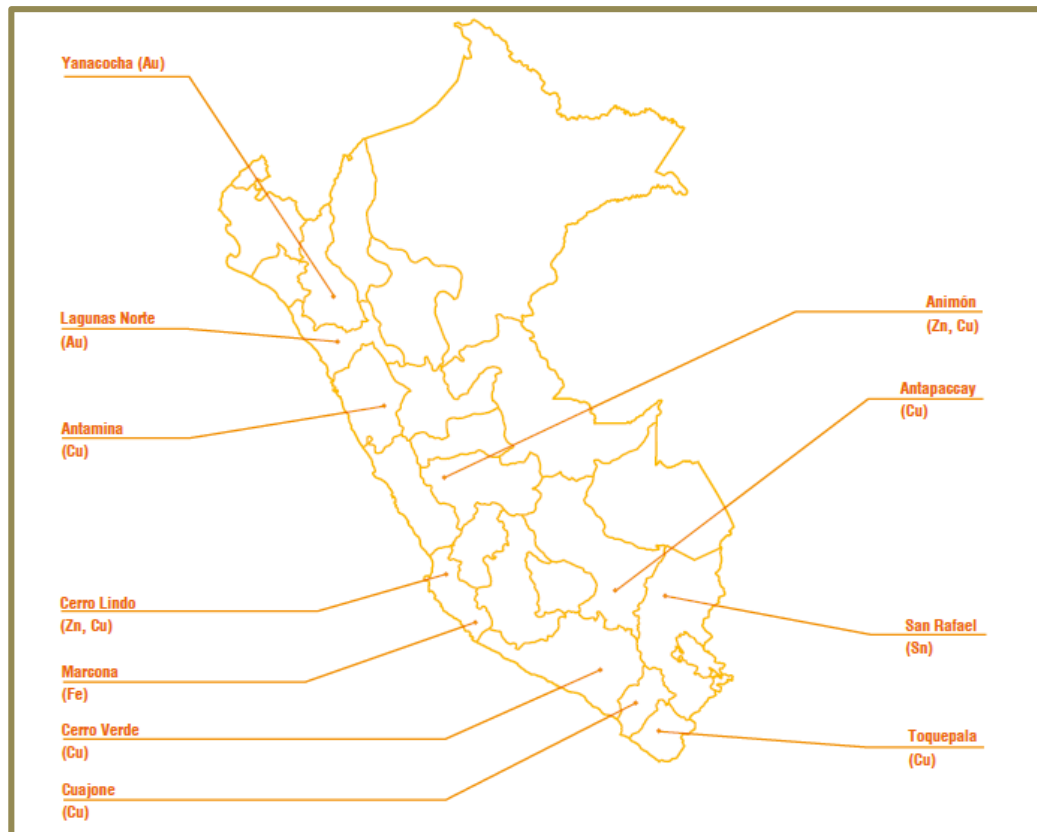 Yanacocha (Au)
Lagunas Norte
(Au)
Antamina
(Cu)
Cerro Lindo
(Zn, Cu)
Marcona
(Fe)
Cerro Verde
(Cu)
Cuajone
(Cu)
Animón
(Zn, Cu)
Antapaccay
(Cu)
San Rafael
(Sn)
Toquepala
(Cu)